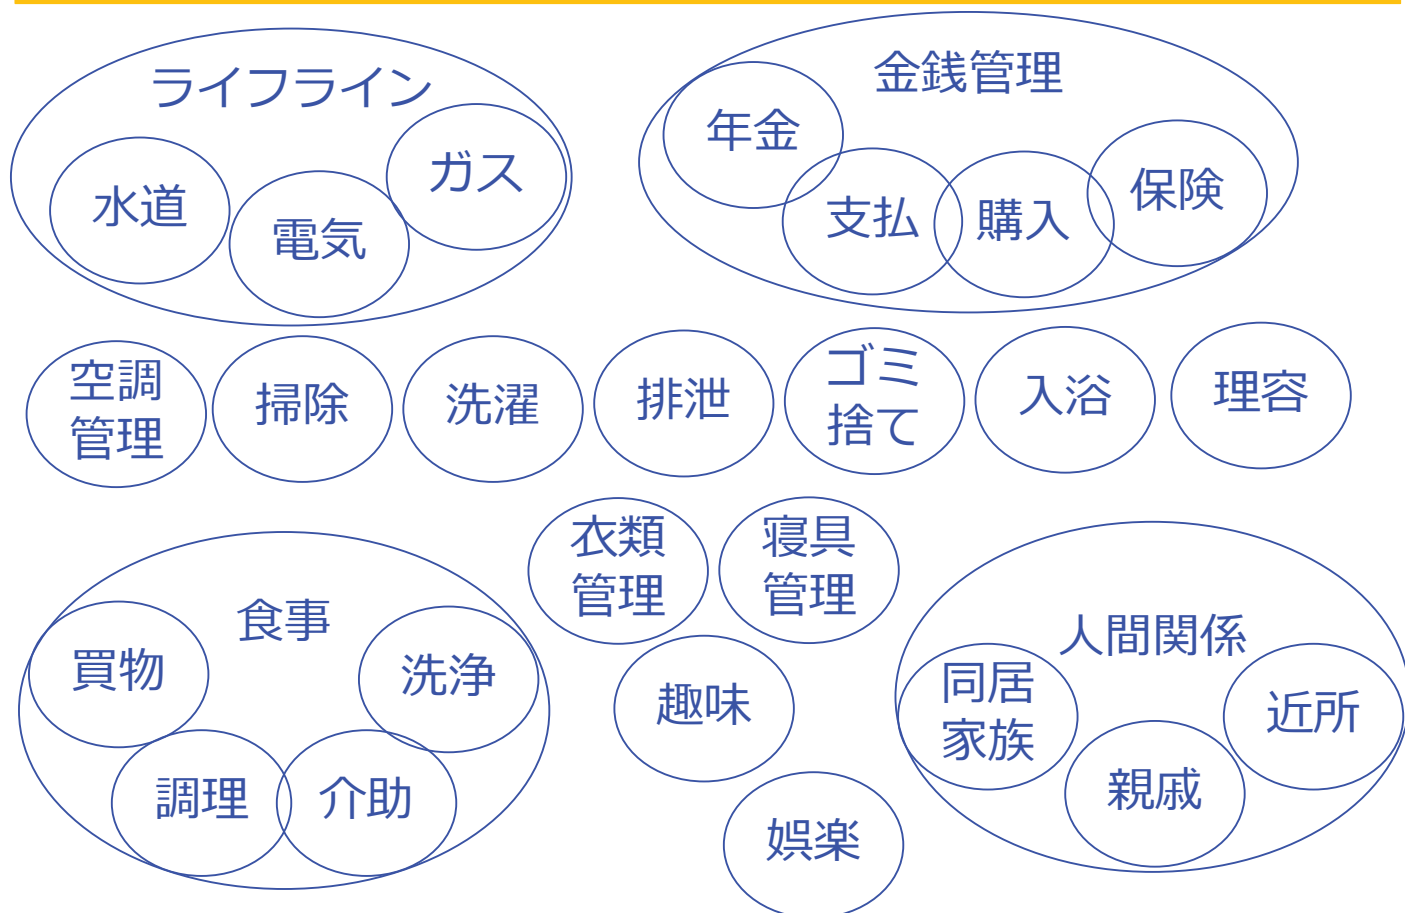 ライフライン
水道
電気
ガス
金銭管理
年金
支払
購入
保険
空調
管理
掃除
洗濯
排泄
ゴミ
捨て
入浴
理容
食事
買物
調理
介助
洗浄
衣類
管理
寝具
管理
趣味
娯楽
人間関係
同居
家族
親戚
近所